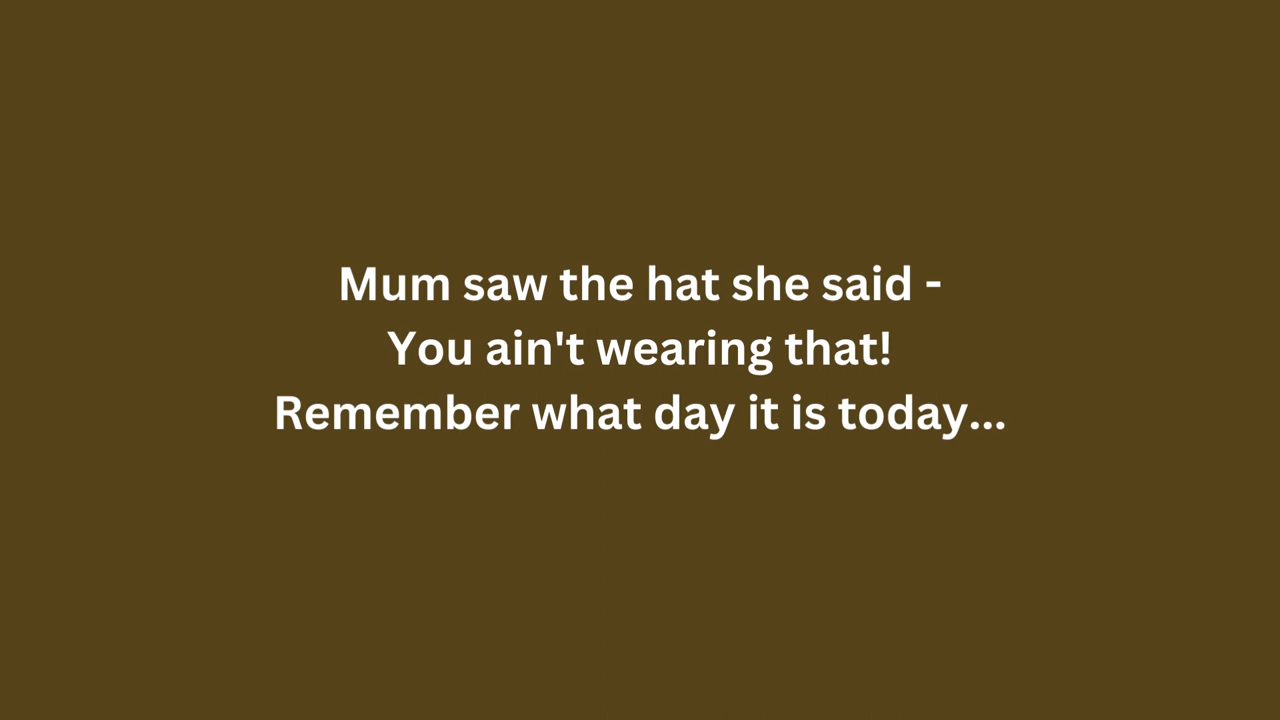 Mum saw the hat she said -
You ain't wearing that!
Remember what day it is today...